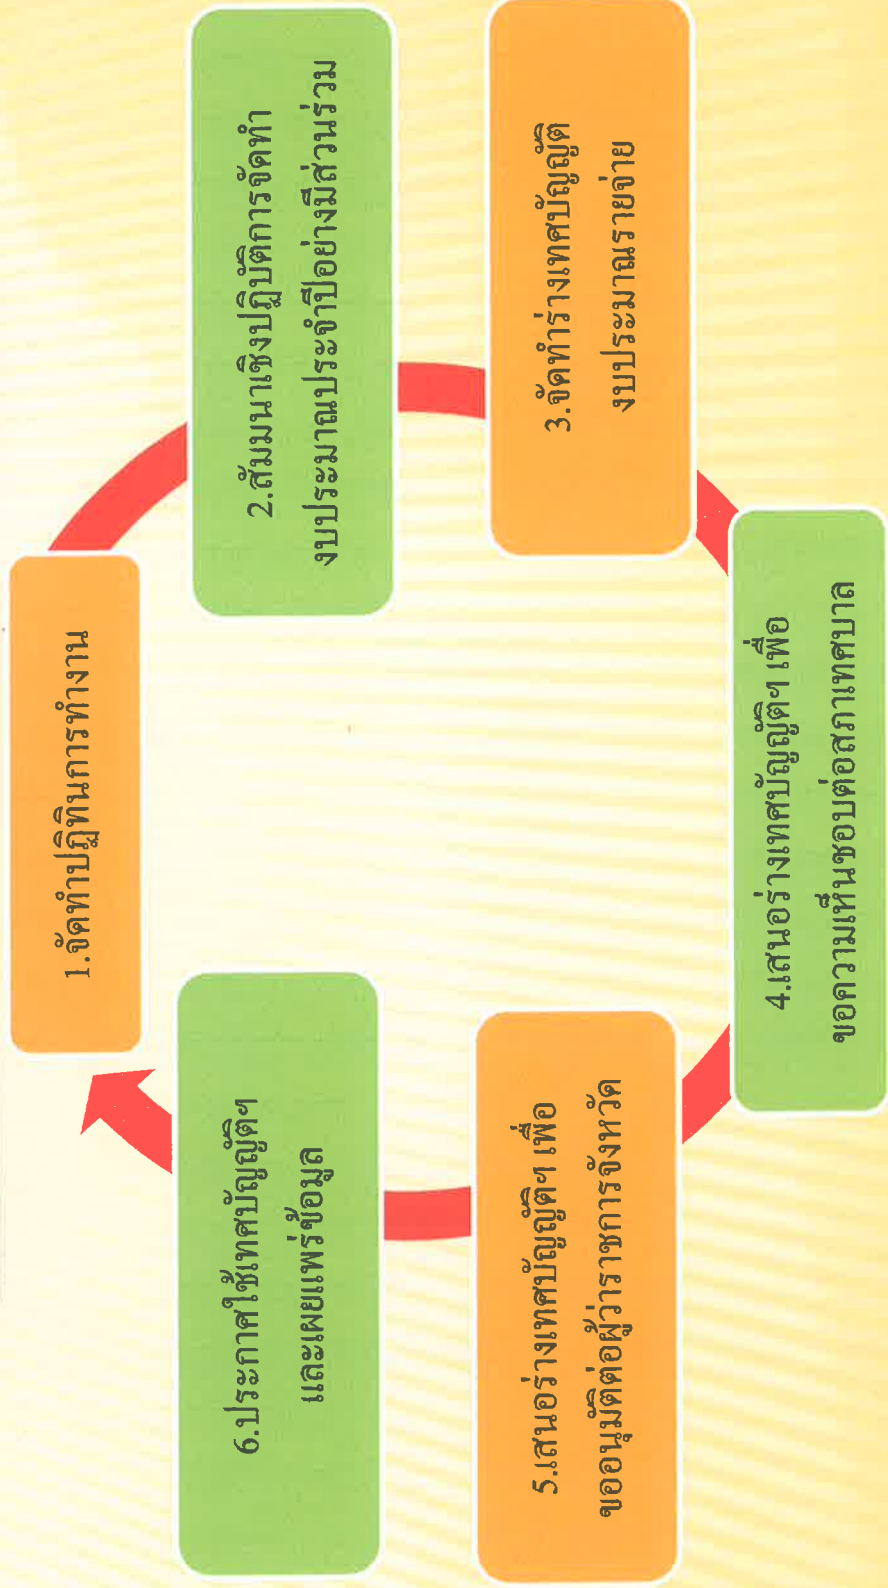 1.จัดทำปฏิทินการทำงาน
2.สัมมนาเชิงปฏิบัติการจัดทำ
งบประมาณประจำปีอย่างมีส่วนร่วม
3.จัดทำร่างเทศบัญญัติ
งบประมาณรายจ่าย
4.เสนอร่างเทศบัญญัติฯ เพื่อ
ขอความเห็นชอบต่อสภาเทศบาล
5.เสนอร่างเทศบัญญัติฯ เพื่อ
ขออนุมัติต่อผู้ว่าราชการจังหวัด
6.ประกาศใช้เทศบัญญัติฯ
และเผยแพร่ข้อมูล